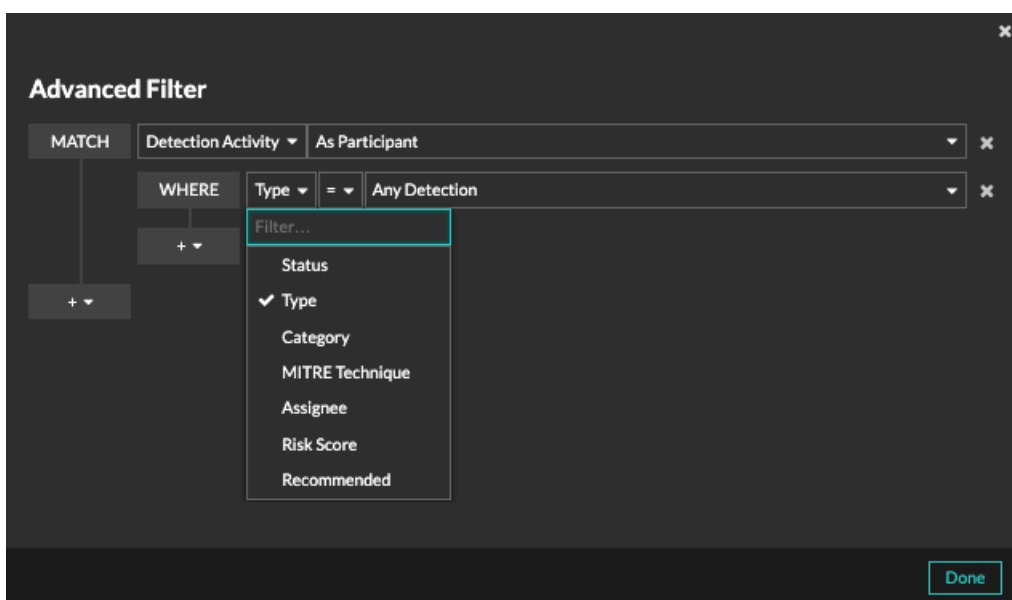 Advanced Filter
MATCH Detection Activity As Participant
WHERE Type = Any Detection
Filter...
+
Status
+
Type
Category
MITRE Technique
Assignee
Risk Score
Recommended
Done